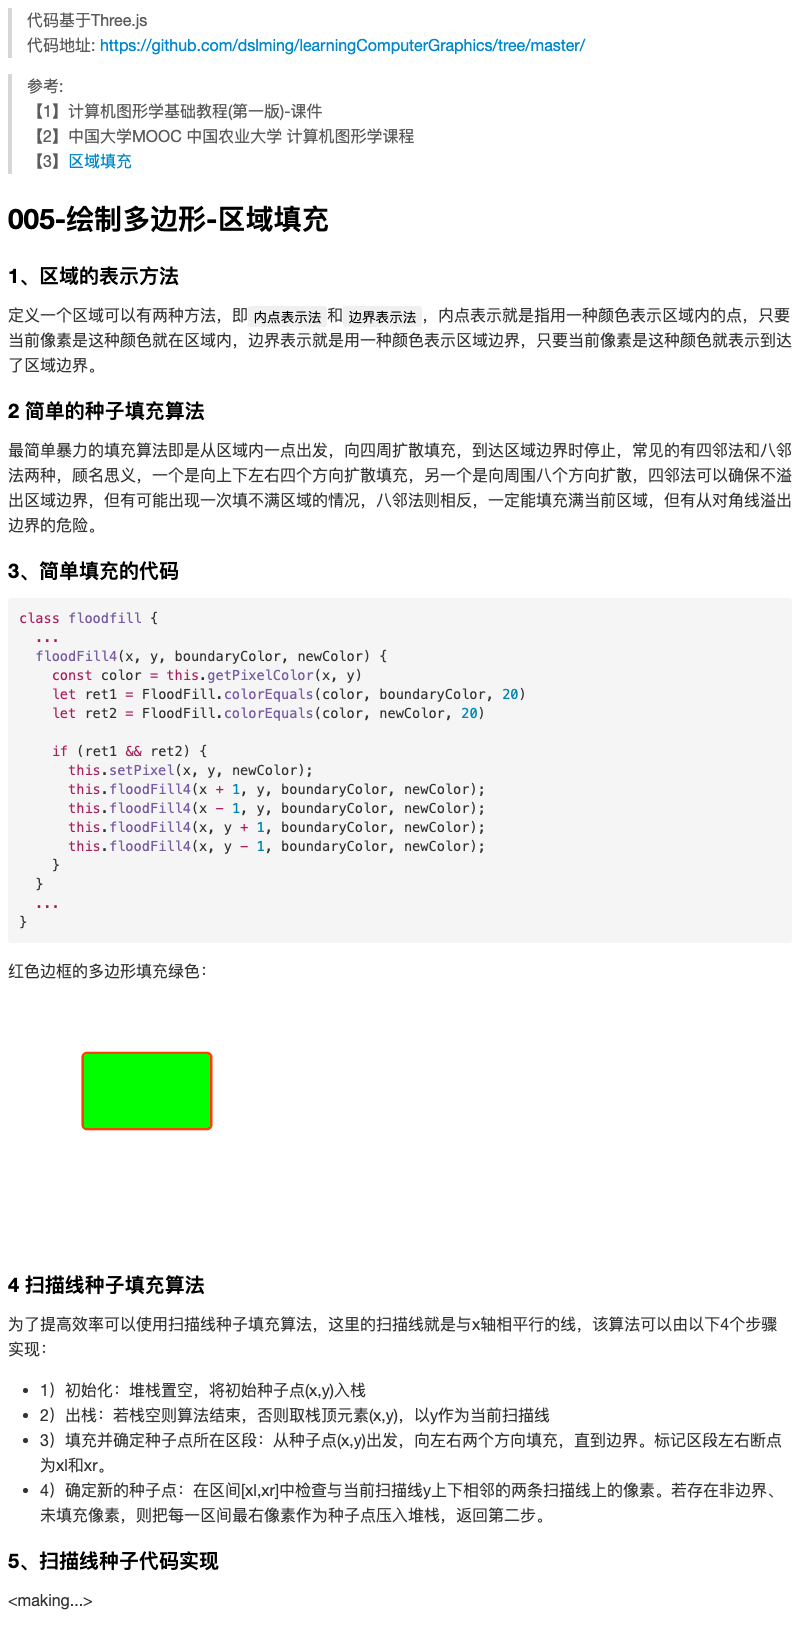 代码基于Three.js
代码地址: https://github.com/dslming/learningComputerGraphics/tree/master/
参考:
【1】计算机图形学基础教程(第一版)-课件
【2】中国大学MOOC 中国农业大学 计算机图形学课程
【3】区域填充
005-绘制多边形-区域填充
1、区域的表示方法
定义一个区域可以有两种方法，即 内点表示法 和 边界表示法 ，内点表示就是指用一种颜色表示区域内的点，只要
当前像素是这种颜色就在区域内，边界表示就是用一种颜色表示区域边界，只要当前像素是这种颜色就表示到达
了区域边界。
2 简单的种子填充算法
最简单暴力的填充算法即是从区域内一点出发，向四周扩散填充，到达区域边界时停止，常见的有四邻法和八邻
法两种，顾名思义，一个是向上下左右四个方向扩散填充，另一个是向周围八个方向扩散，四邻法可以确保不溢
出区域边界，但有可能出现一次填不满区域的情况，八邻法则相反，一定能填充满当前区域，但有从对角线溢出
边界的危险。
3、简单填充的代码
class floodfill {
  ...
  floodFill4(x, y, boundaryColor, newColor) {
    const color = this.getPixelColor(x, y)
    let ret1 = FloodFill.colorEquals(color, boundaryColor, 20)
    let ret2 = FloodFill.colorEquals(color, newColor, 20)
    if (ret1 && ret2) {
      this.setPixel(x, y, newColor);
      this.floodFill4(x + 1, y, boundaryColor, newColor);
      this.floodFill4(x - 1, y, boundaryColor, newColor);
      this.floodFill4(x, y + 1, boundaryColor, newColor);
      this.floodFill4(x, y - 1, boundaryColor, newColor);
    }
  }
  ...
}
红色边框的多边形填充绿色：
4 扫描线种子填充算法
为了提高效率可以使用扫描线种子填充算法，这里的扫描线就是与x轴相平行的线，该算法可以由以下4个步骤
实现：
• 1）初始化：堆栈置空，将初始种子点(x,y)入栈
• 2）出栈：若栈空则算法结束，否则取栈顶元素(x,y)，以y作为当前扫描线
• 3）填充并确定种子点所在区段：从种子点(x,y)出发，向左右两个方向填充，直到边界。标记区段左右断点
为xl和xr。
• 4）确定新的种子点：在区间[xl,xr]中检查与当前扫描线y上下相邻的两条扫描线上的像素。若存在非边界、
未填充像素，则把每一区间最右像素作为种子点压入堆栈，返回第二步。
5、扫描线种子代码实现
<making...>